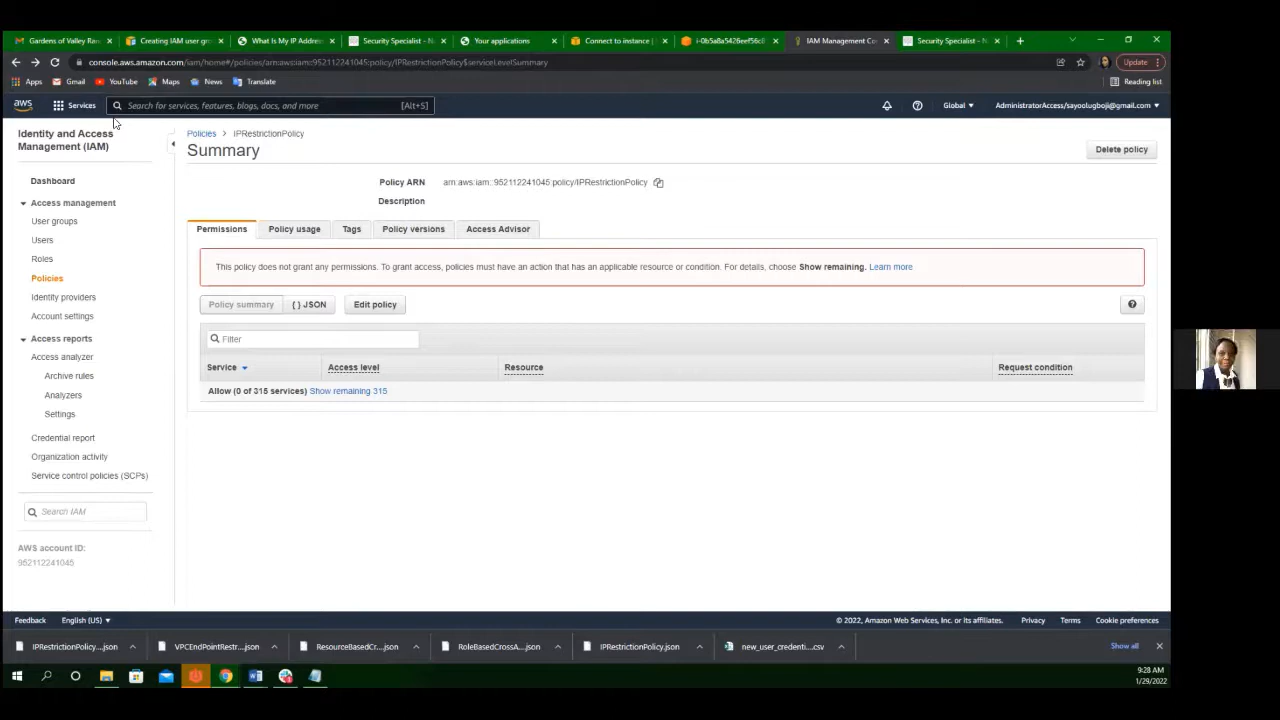 Gardens of Valley Ran
Creating IAM user gro
What Is My IP Addres
Security Specialist - N
Your applications
Connect to instance |
i-0b5a8a5426eef56c8
IAM Management Co
Security Specialist - N
console.aws.amazon.com/iam/home#/policies/arn:aws:iam::952112241045:policy/IPRestrictionPolicy$serviceLevelSummary
Update
Apps
Gmail
YouTube
Maps
News
Translate
Reading list
aws
Services
Search for services, features, blogs, docs, and more
[Alt+S]
Global
AdministratorAccess/sayoolugboji@gmail.com
Identity and Access
Management (IAM)
Dashboard
Access management
User groups
Users
Roles
Policies
Identity providers
Account settings
Access reports
Access analyzer
Archive rules
Analyzers
Settings
Credential report
Organization activity
Service control policies (SCPs)
Search IAM
AWS account ID:
952112241045
Policies > IPRestrictionPolicy
Summary
Delete policy
Policy ARN arn:aws:iam::952112241045:policy/IPRestrictionPolicy
Description
Permissions
Policy usage
Tags
Policy versions
Access Advisor
This policy does not grant any permissions. To grant access, policies must have an action that has an applicable resource or condition. For details, choose Show remaining. Learn more
Policy summary
{ } JSON
Edit policy
Filter
Service
Access level
Resource
Request condition
Allow (0 of 315 services) Show remaining 315
Feedback
English (US)
© 2022, Amazon Web Services, Inc. or its affiliates.
Privacy
Terms
Cookie preferences
IPRestrictionPolicy....json
VPCEndPointRestr....json
ResourceBasedCr....json
RoleBasedCrossA....json
IPRestrictionPolicy.json
new_user_credenti....csv
Show all
9:28 AM
1/29/2022